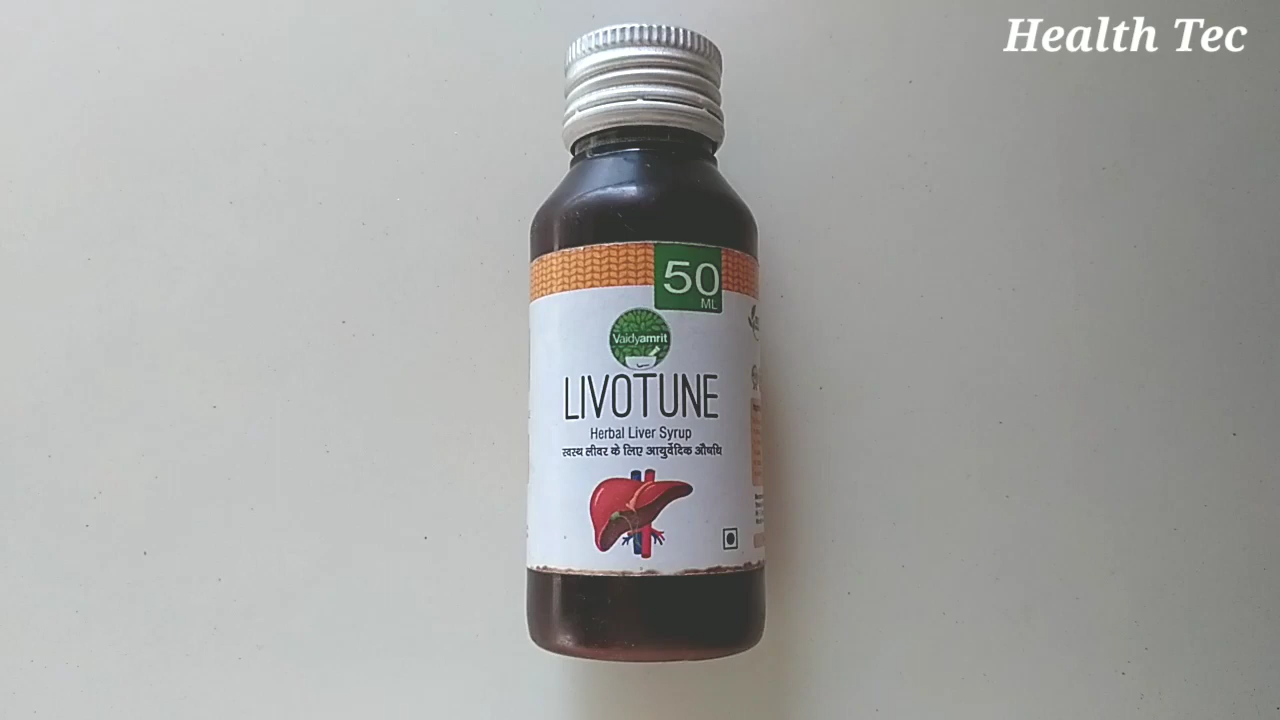 Health Tec
50
ML
Vaidyamrit
LIVOTUNE
Herbal Liver Syrup
स्वस्थ लीवर के लिए आयुर्वेदिक औषधि